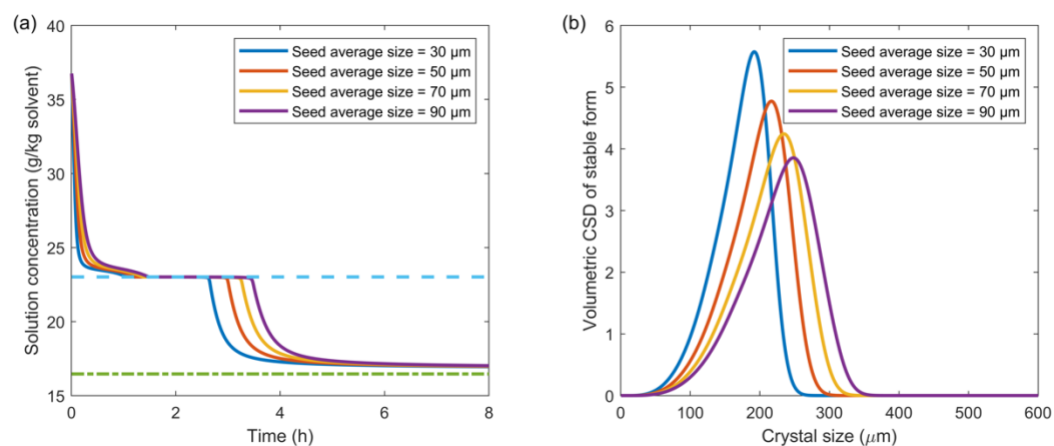 (a)
40
35
30
25
20
15
Solution concentration (g/kg solvent)
Seed average size = 30 µm
Seed average size = 50 µm
Seed average size = 70 µm
Seed average size = 90 µm
0 2 4 6 8
Time (h)
(b)
6
5
4
3
2
1
0
Volumetric CSD of stable form
Seed average size = 30 µm
Seed average size = 50 µm
Seed average size = 70 µm
Seed average size = 90 µm
0 100 200 300 400 500 600
Crystal size (µm)